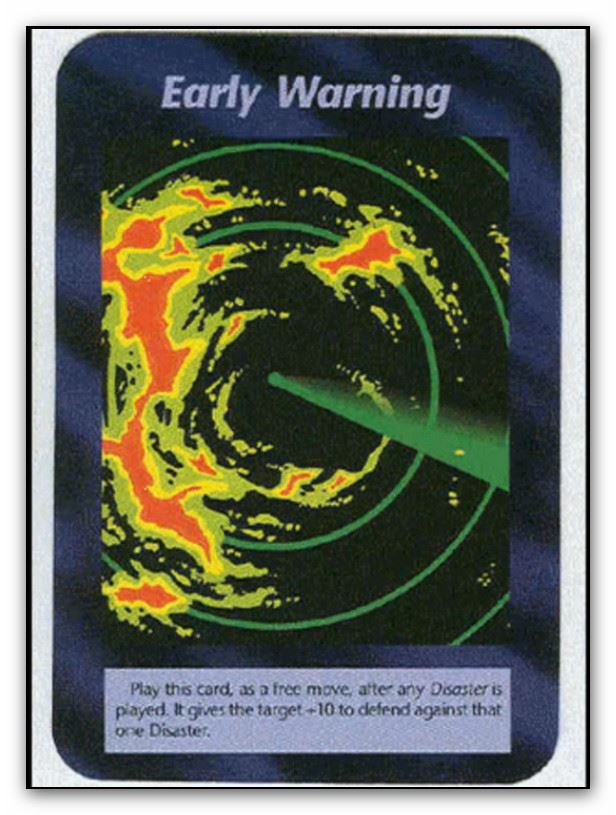 Early Warning
Play this card, as a free move, after any Disaster is
played. It gives the target +10 to defend against that
one Disaster.